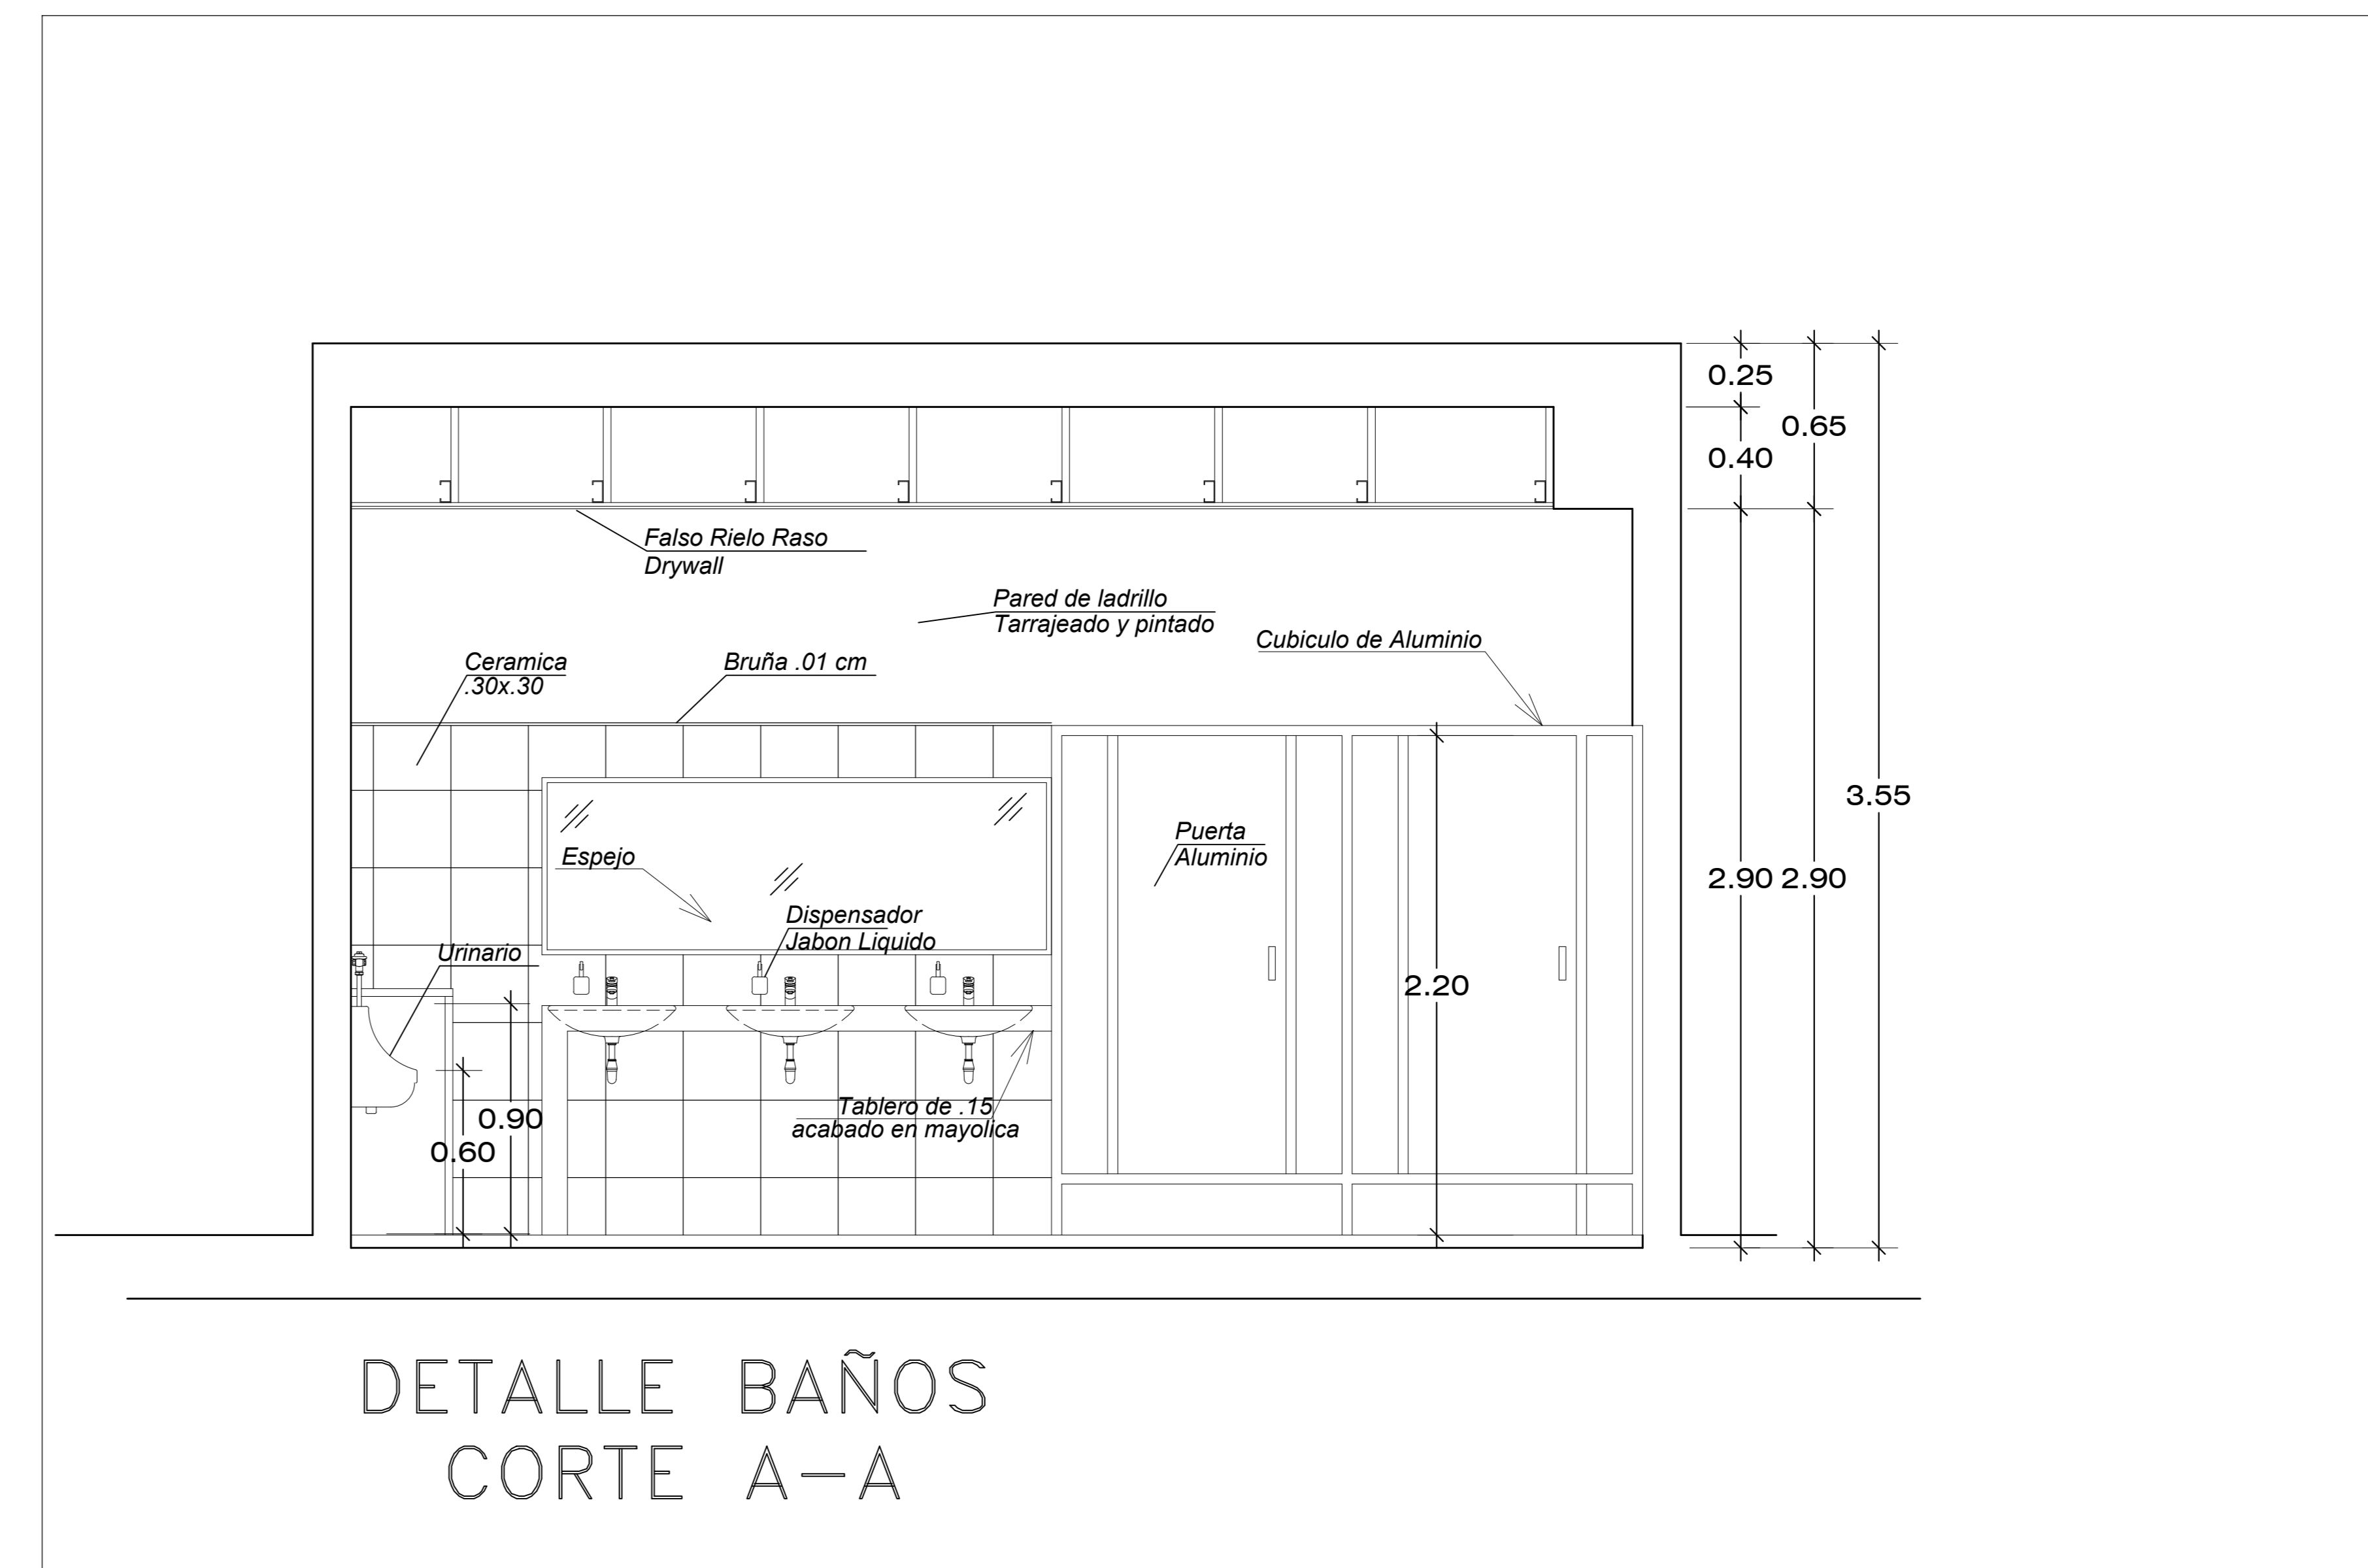 0.25
0.65
0.40
Falso Rielo Raso
Drywall
Pared de ladrillo
Tarrajeado y pintado
Cubiculo de Aluminio
Ceramica
.30x.30
Bruña .01 cm
3.55
Puerta
Aluminio
Espejo
2.90
2.90
Dispensador
Jabon Liquido
Urinario
2.20
Tablero de .15
acabado en mayolica
0.90
0.60
DETALLE BAÑOS
CORTE A-A